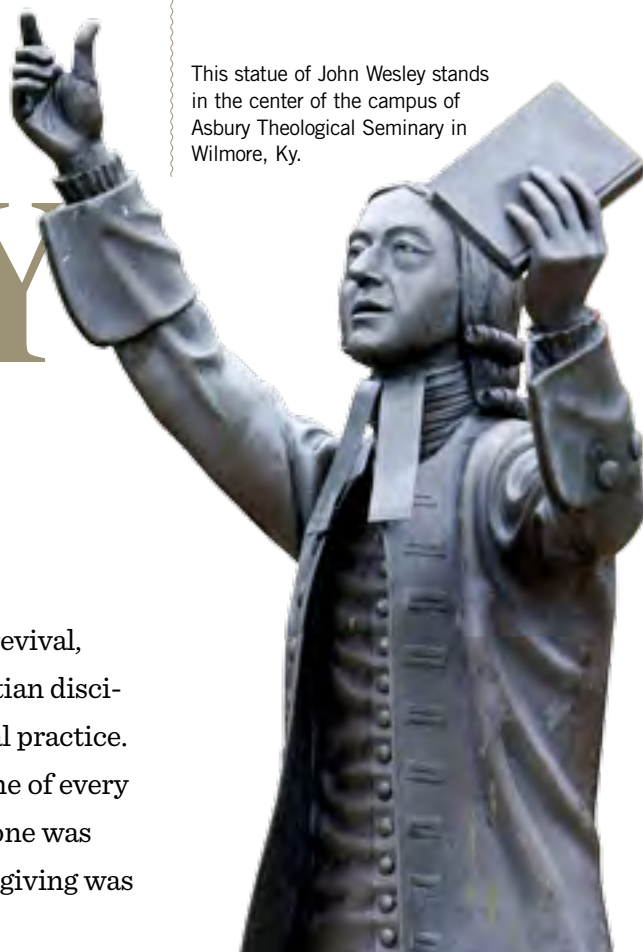 This statue of John Wesley stands
in the center of the campus of
Asbury Theological Seminary in
Wilmore, Ky.
Y
evival,
tian disci-
al practice.
ne of every
one was
giving was